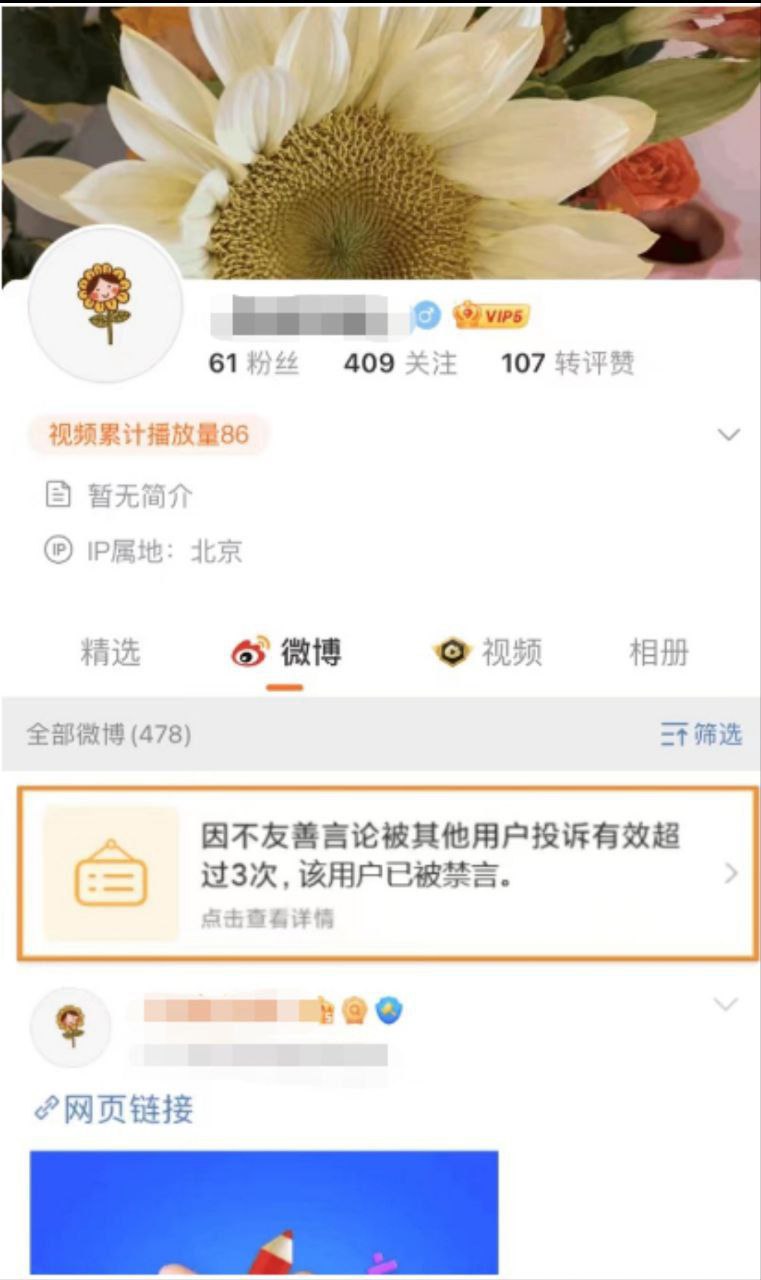 VIP5
61 粉丝 409 关注 107 转评赞
视频累计播放量86
暂无简介
IP IP属地：北京
精选 微博 视频 相册
全部微博(478) 筛选
因不友善言论被其他用户投诉有效超
过3次，该用户已被禁言。
点击查看详情
网页链接